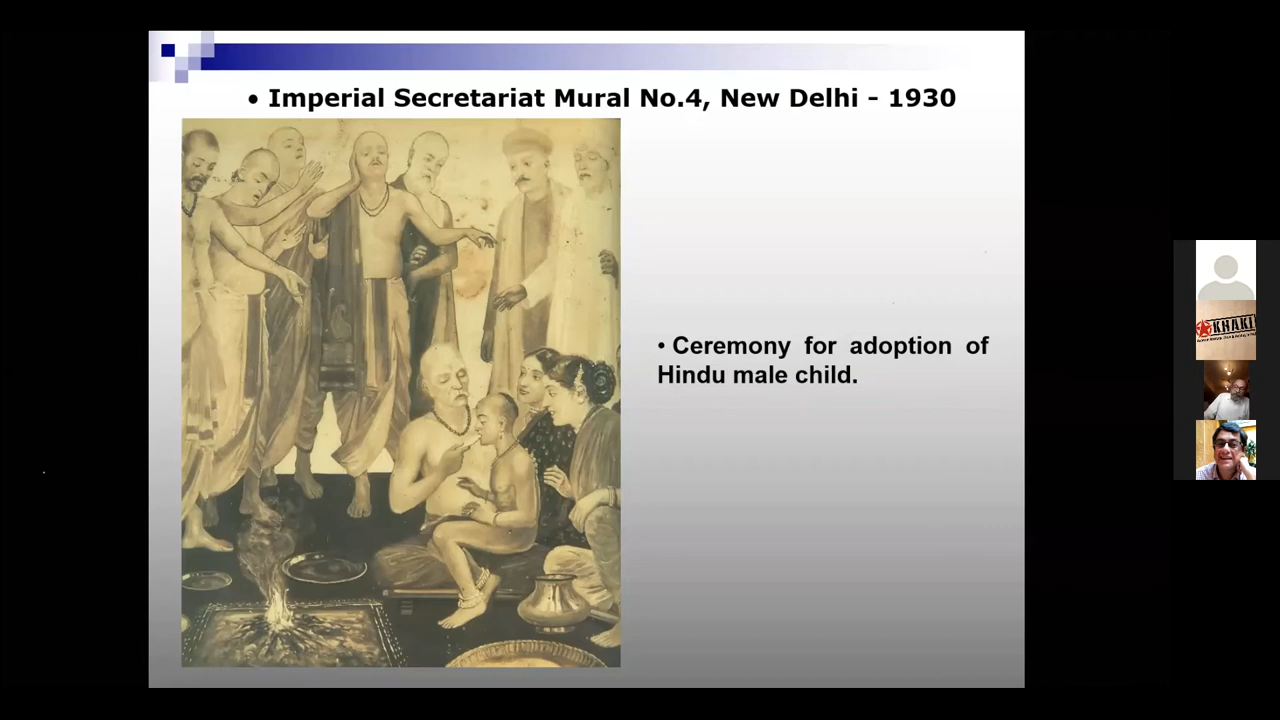 • Imperial Secretariat Mural No.4, New Delhi - 1930
• Ceremony for adoption of
Hindu male child.
KHAKI